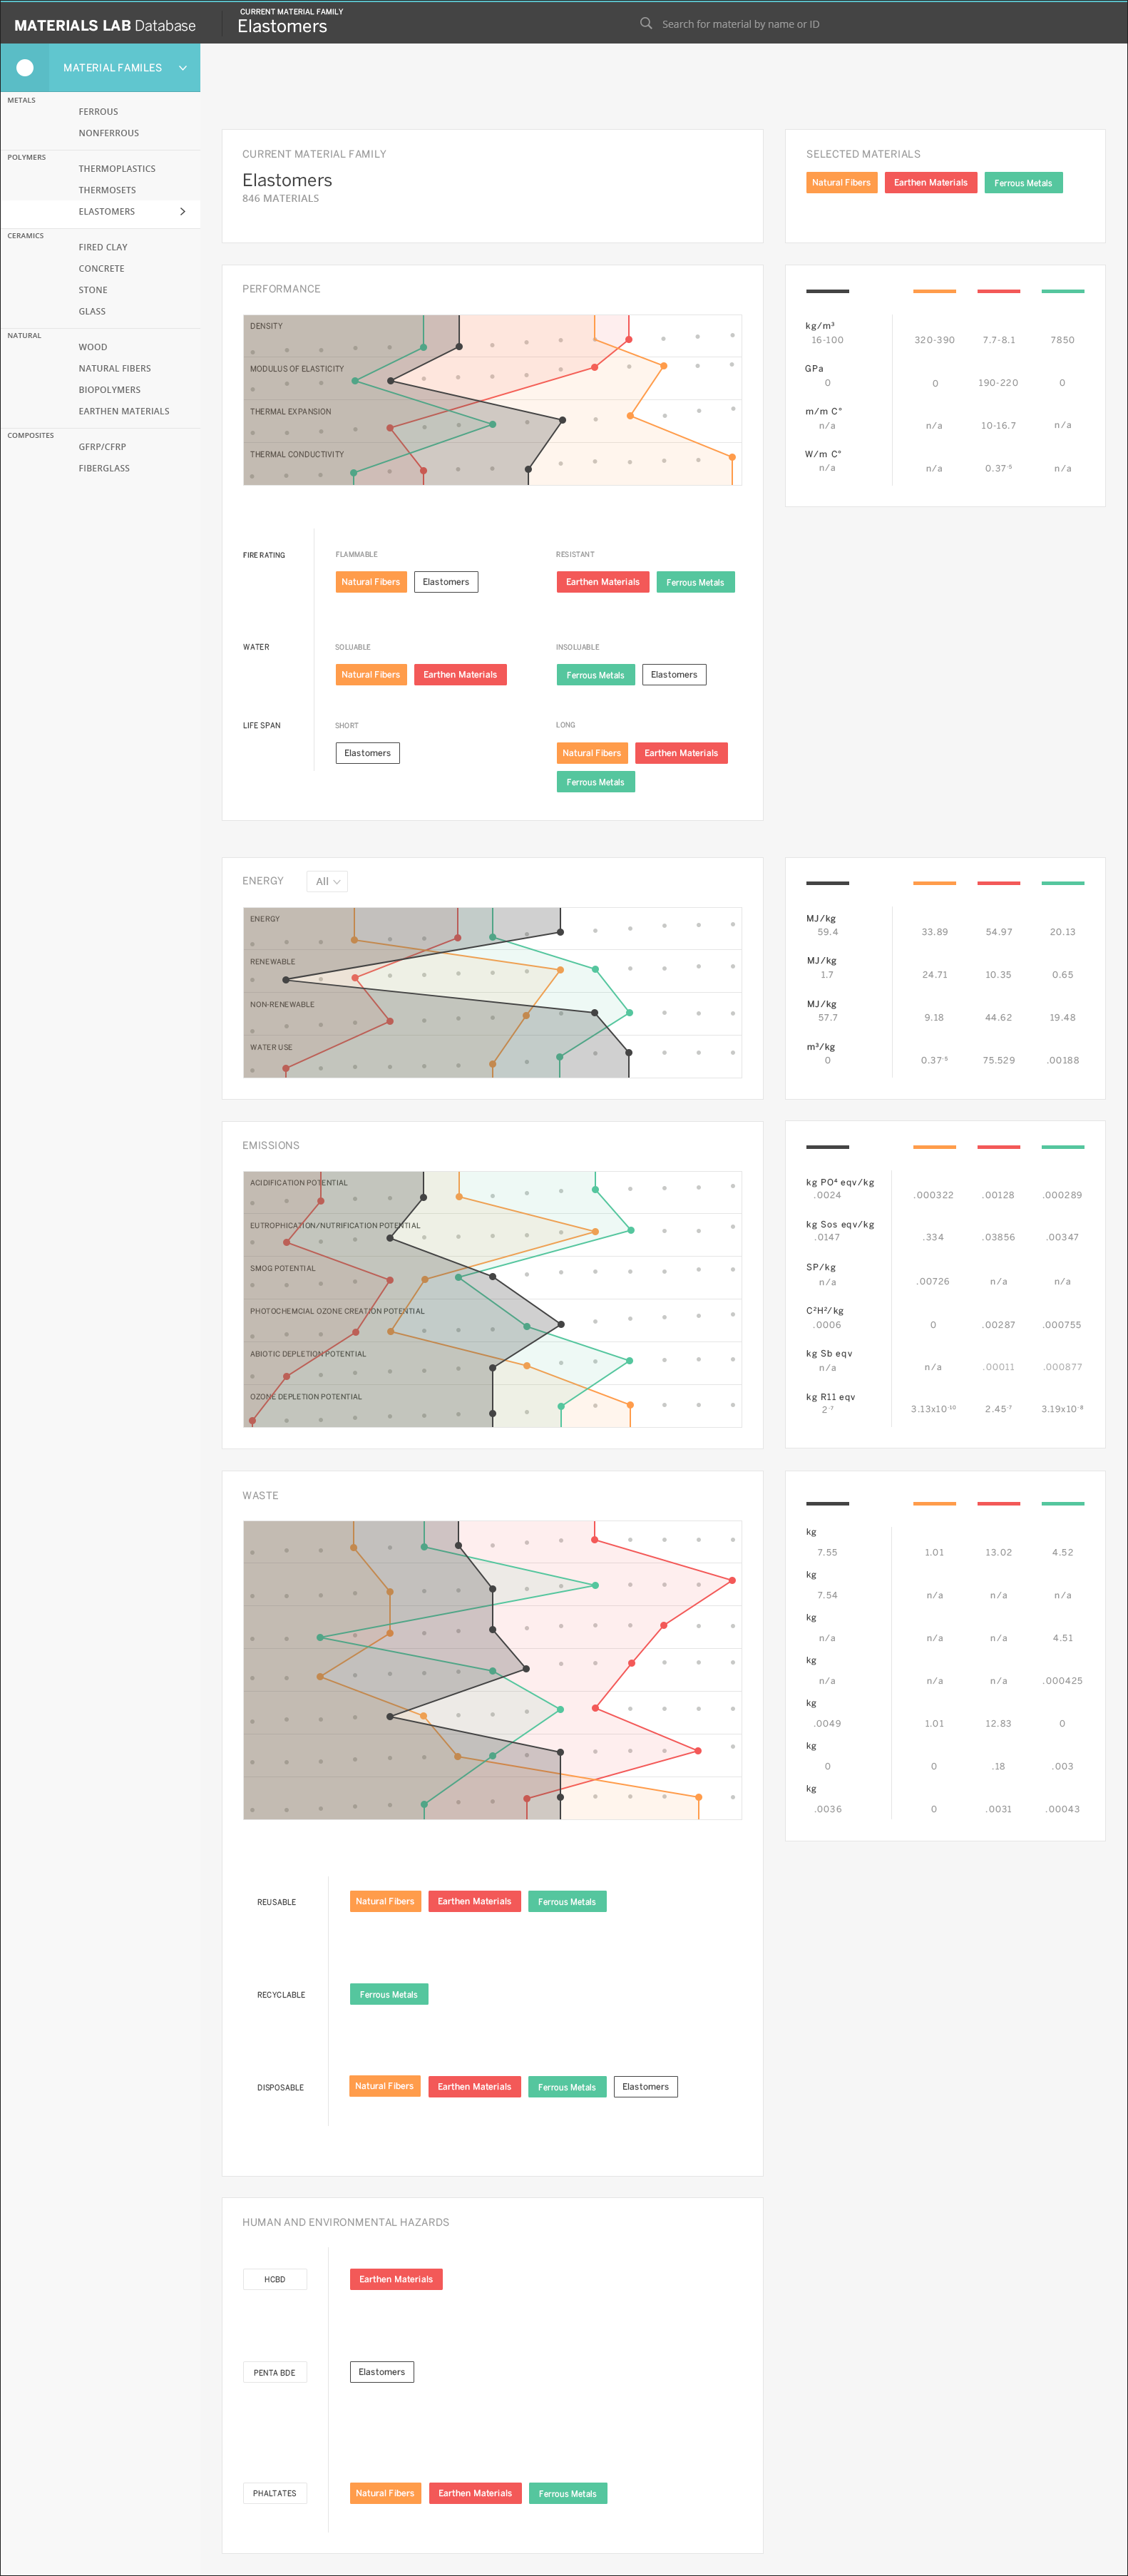 MATERIALS LAB Database
CURRENT MATERIAL FAMILY
Elastomers
Search for material by name or ID
MATERIAL FAMILES
METALS
FERROUS
NONFERROUS
POLYMERS
THERMOPLASTICS
THERMOSETS
ELASTOMERS
CERAMICS
FIRED CLAY
CONCRETE
STONE
GLASS
NATURAL
WOOD
NATURAL FIBERS
BIOPOLYMERS
EARTHEN MATERIALS
COMPOSITES
GFRP/CFRP
FIBERGLASS
CURRENT MATERIAL FAMILY
Elastomers
846 MATERIALS
SELECTED MATERIALS
Natural Fibers Earthen Materials Ferrous Metals
PERFORMANCE
DENSITY
MODULUS OF ELASTICITY
THERMAL EXPANSION
THERMAL CONDUCTIVITY
kg/m³
16-100 320-390 7.7-8.1 7850
GPa
0 0 190-220 0
m/m C°
n/a n/a 10-16.7 n/a
W/m C°
n/a n/a 0.37⁻⁵ n/a
FIRE RATING
FLAMMABLE
Natural Fibers Elastomers
RESISTANT
Earthen Materials Ferrous Metals
WATER
SOLUABLE
Natural Fibers Earthen Materials
INSOLUABLE
Ferrous Metals Elastomers
LIFE SPAN
SHORT
Elastomers
LONG
Natural Fibers Earthen Materials
Ferrous Metals
ENERGY All
ENERGY
RENEWABLE
NON-RENEWABLE
WATER USE
MJ/kg
59.4 33.89 54.97 20.13
MJ/kg
1.7 24.71 10.35 0.65
MJ/kg
57.7 9.18 44.62 19.48
m³/kg
0 0.37⁻⁵ 75.529 .00188
EMISSIONS
ACIDIFICATION POTENTIAL
EUTROPHICATION/NUTRIFICATION POTENTIAL
SMOG POTENTIAL
PHOTOCHEMCIAL OZONE CREATION POTENTIAL
ABIOTIC DEPLETION POTENTIAL
OZONE DEPLETION POTENTIAL
kg PO⁴ eqv/kg
.0024 .000322 .00128 .000289
kg Sos eqv/kg
.0147 .334 .03856 .00347
SP/kg
n/a .00726 n/a n/a
C²H²/kg
.0006 0 .00287 .000755
kg Sb eqv
n/a n/a .00011 .000877
kg R11 eqv
2⁻⁷ 3.13x10⁻¹⁰ 2.45⁻⁷ 3.19x10⁻⁸
WASTE
kg
7.55 1.01 13.02 4.52
kg
7.54 n/a n/a n/a
kg
n/a n/a n/a 4.51
kg
n/a n/a n/a .000425
kg
.0049 1.01 12.83 0
kg
0 0 .18 .003
kg
.0036 0 .0031 .00043
REUSABLE
Natural Fibers Earthen Materials Ferrous Metals
RECYCLABLE
Ferrous Metals
DISPOSABLE
Natural Fibers Earthen Materials Ferrous Metals Elastomers
HUMAN AND ENVIRONMENTAL HAZARDS
HCBD
Earthen Materials
PENTA BDE
Elastomers
PHALTATES
Natural Fibers Earthen Materials Ferrous Metals